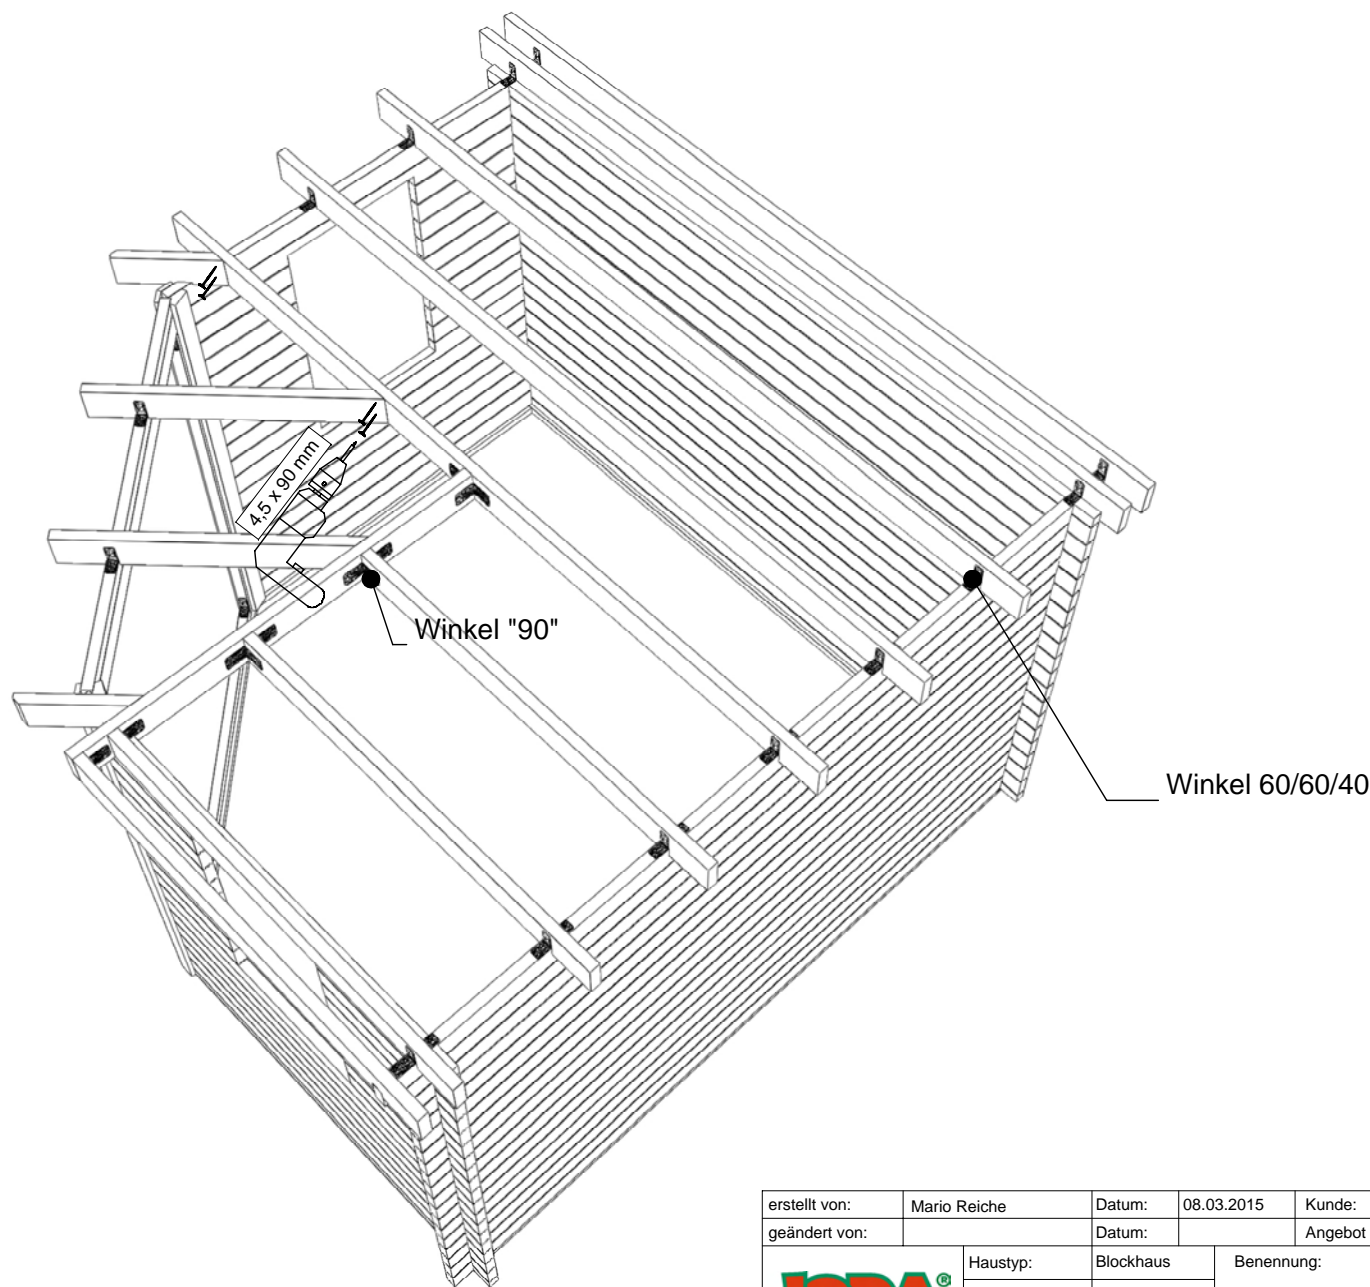 4,5 x 90 mm
Winkel "90"
Winkel 60/60/40
erstellt von: Mario Reiche Datum: 08.03.2015 Kunde:
geändert von: Datum: Angebot
JODA®
Haustyp: Blockhaus Benennung: